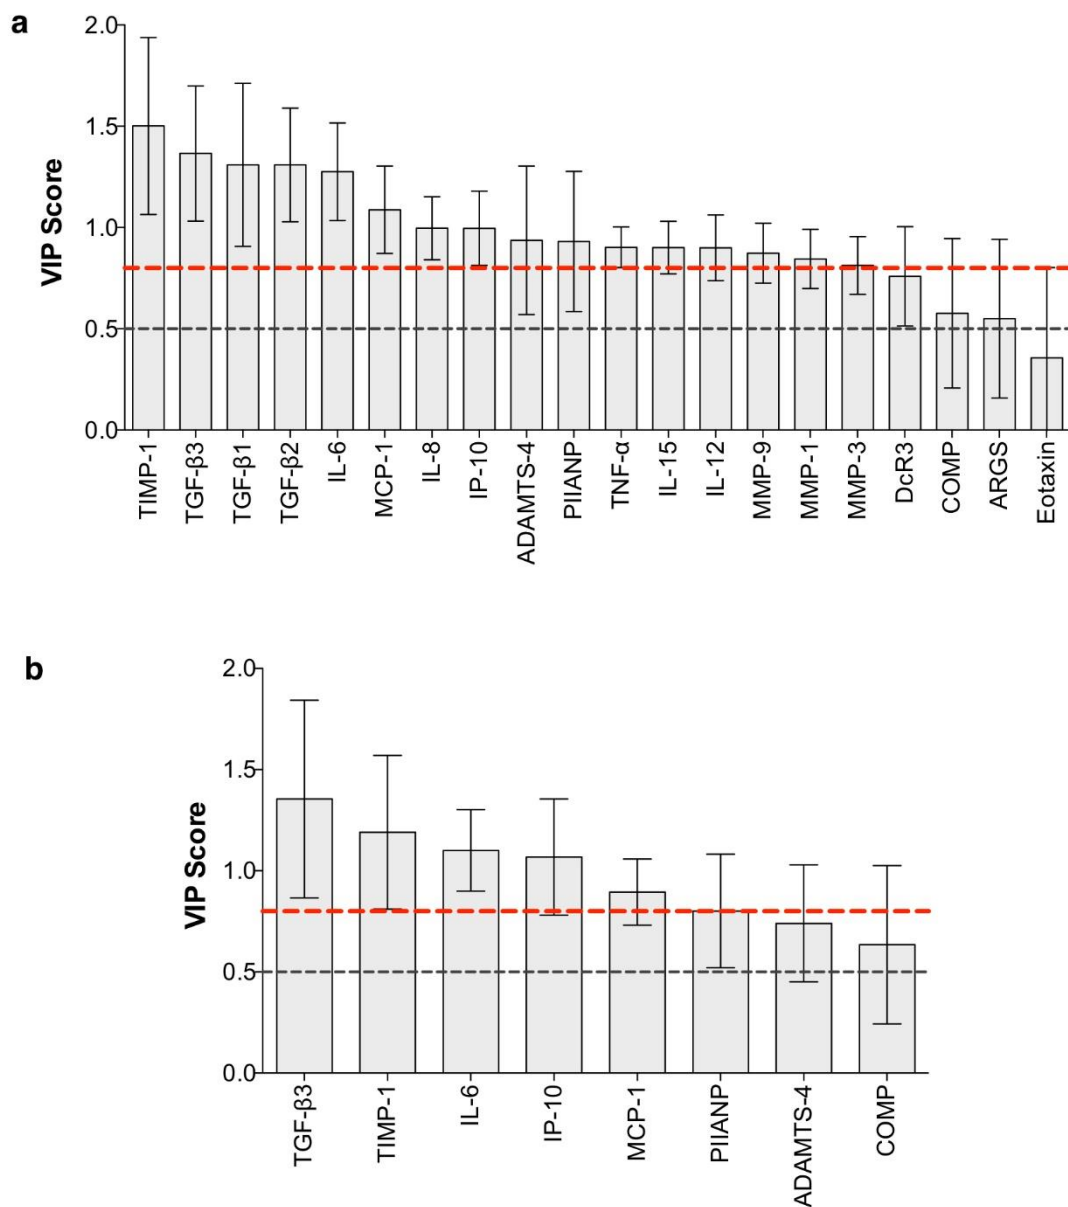 a
VIP Score
2.0
1.5
1.0
0.5
0.0
TIMP-1
TGF-β3
TGF-β1
TGF-β2
IL-6
MCP-1
IL-8
IP-10
ADAMTS-4
PIIANP
TNF-α
IL-15
IL-12
MMP-9
MMP-1
MMP-3
DcR3
COMP
ARGS
Eotaxin
b
VIP Score
2.0
1.5
1.0
0.5
0.0
TGF-β3
TIMP-1
IL-6
IP-10
MCP-1
PIIANP
ADAMTS-4
COMP